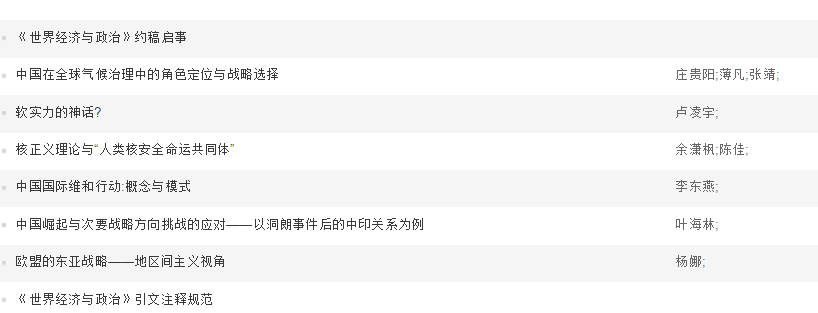 《世界经济与政治》约稿启事
中国在全球气候治理中的角色定位与战略选择 庄贵阳;薄凡;张靖;
软实力的神话? 卢凌宇;
核正义理论与“人类核安全命运共同体” 余潇枫;陈佳;
中国国际维和行动:概念与模式 李东燕;
中国崛起与次要战略方向挑战的应对——以洞朗事件后的中印关系为例 叶海林;
欧盟的东亚战略——地区间主义视角 杨娜;
《世界经济与政治》引文注释规范